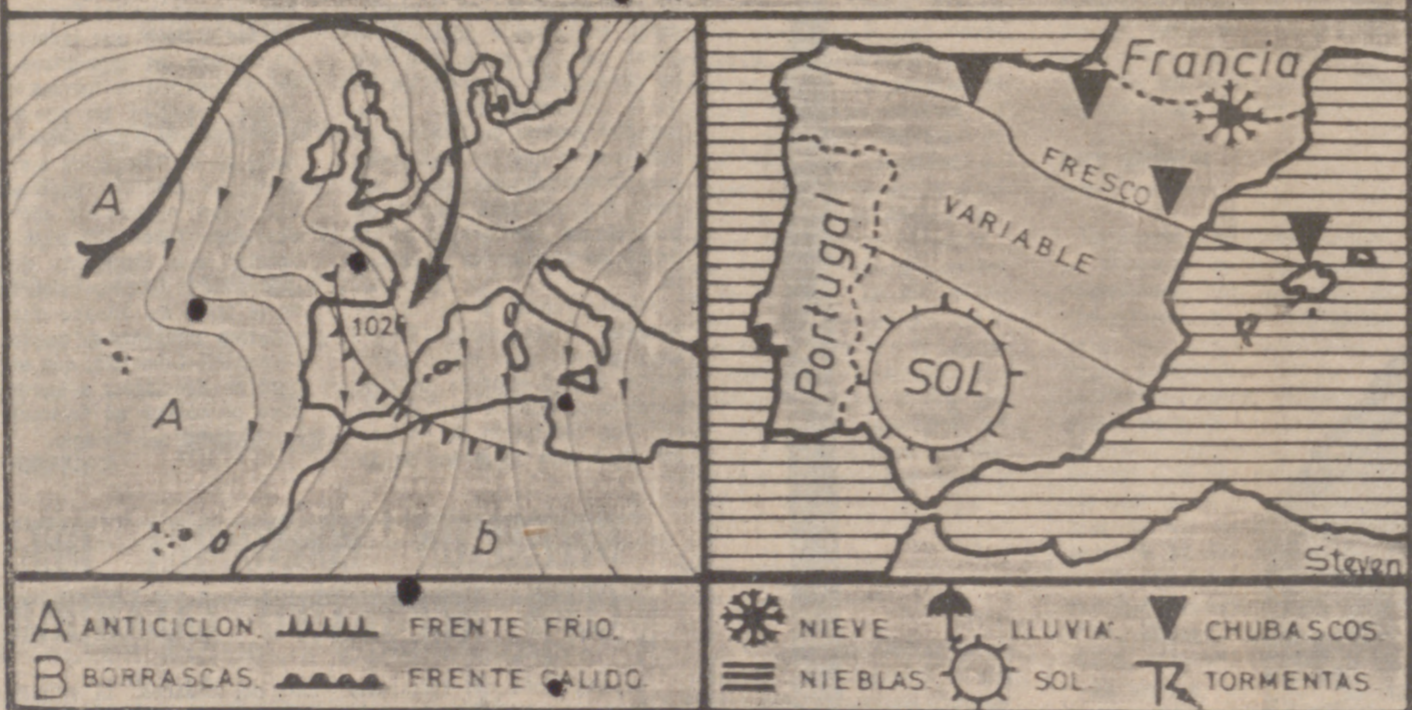 A
A
1026
b
Francia
FRESCO
VARIABLE
Portugal
SOL
Steven
A ANTICICLON. FRENTE FRIO.
B BORRASCAS. FRENTE CALIDO.
NIEVE LLUVIA CHUBASCOS.
NIEBLAS. SOL. TORMENTAS